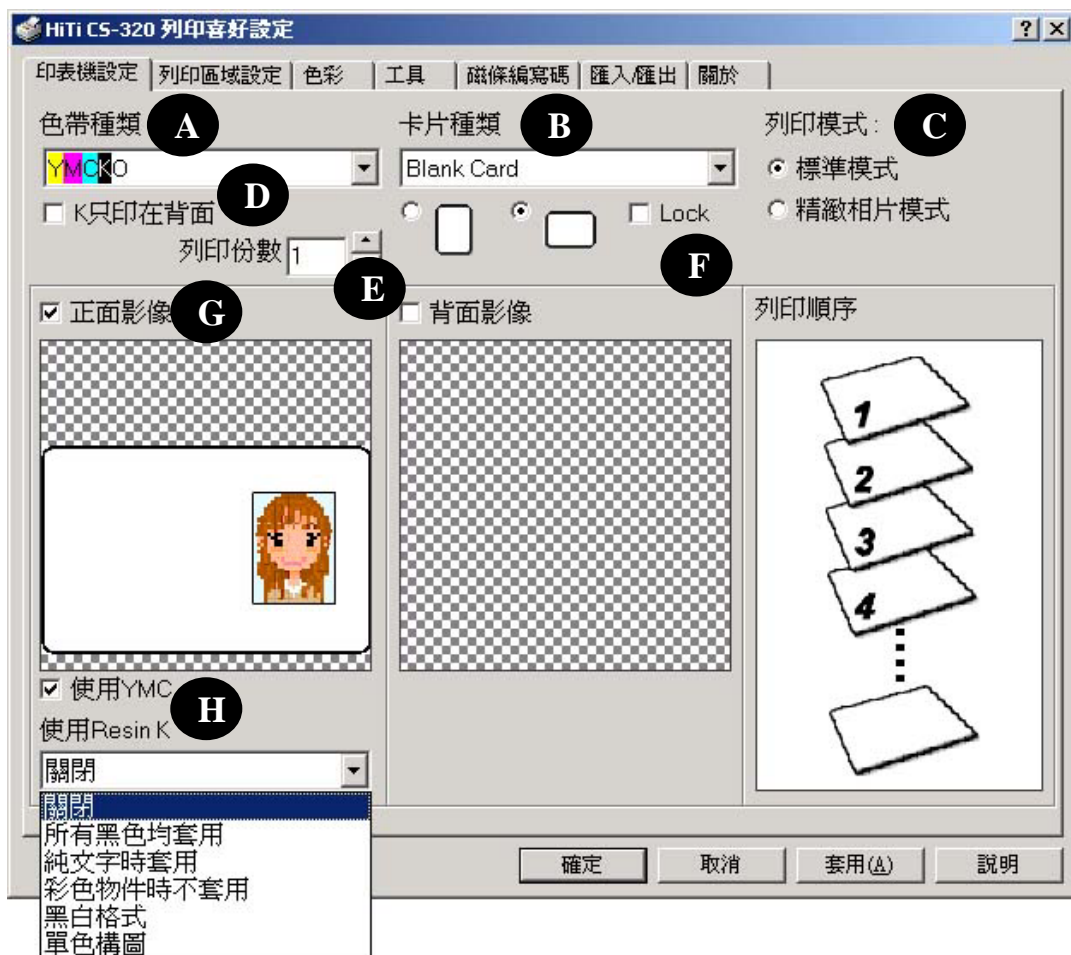 HiTi CS-320 列印喜好設定
印表機設定 列印區域設定 色彩 工具 磁條編寫碼 匯入/匯出 關於
色帶種類 A 卡片種類 B 列印模式: C
YMCKO Blank Card 標準模式
D
K只印在背面 Lock 精緻相片模式
列印份數 1
E F
正面影像 G 背面影像 列印順序
1
2
3
4
使用YMC
H
使用Resin K
關閉
關閉
所有黑色均套用
純文字時套用
彩色物件時不套用
黑白格式
單色構圖
確定 取消 套用(A) 說明